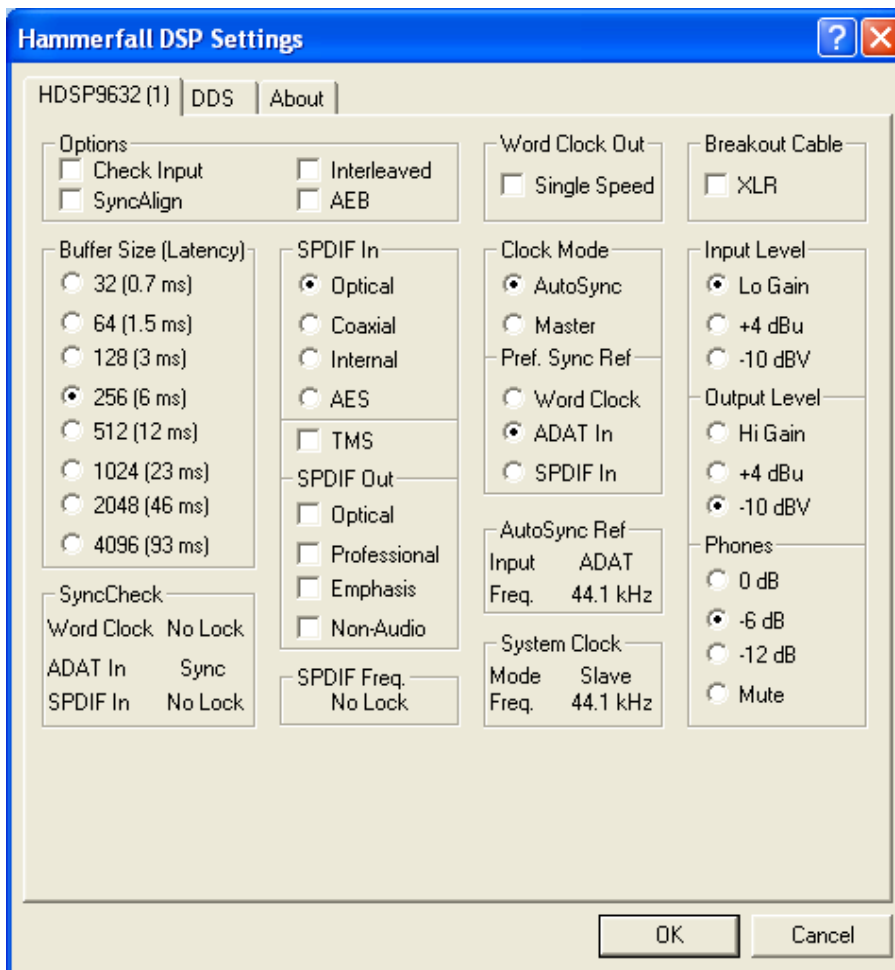 Hammerfall DSP Settings
HDSP9632 (1)
DDS
About
Options
Check Input
Interleaved
SyncAlign
AEB
Word Clock Out
Single Speed
Breakout Cable
XLR
Buffer Size (Latency)
32 (0.7 ms)
64 (1.5 ms)
128 (3 ms)
256 (6 ms)
512 (12 ms)
1024 (23 ms)
2048 (46 ms)
4096 (93 ms)
SyncCheck
Word Clock No Lock
ADAT In Sync
SPDIF In No Lock
SPDIF In
Optical
Coaxial
Internal
AES
TMS
SPDIF Out
Optical
Professional
Emphasis
Non-Audio
SPDIF Freq.
No Lock
Clock Mode
AutoSync
Master
Pref. Sync Ref
Word Clock
ADAT In
SPDIF In
AutoSync Ref
Input ADAT
Freq. 44.1 kHz
System Clock
Mode Slave
Freq. 44.1 kHz
Input Level
Lo Gain
+4 dBu
-10 dBV
Output Level
Hi Gain
+4 dBu
-10 dBV
Phones
0 dB
-6 dB
-12 dB
Mute
OK
Cancel